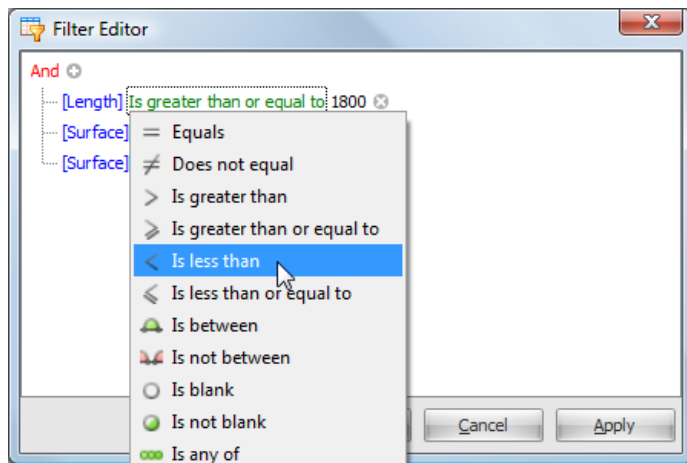 Filter Editor
And
[Length] Is greater than or equal to 1800
[Surface]
[Surface]
Equals
Does not equal
Is greater than
Is greater than or equal to
Is less than
Is less than or equal to
Is between
Is not between
Is blank
Is not blank
Is any of
Cancel
Apply